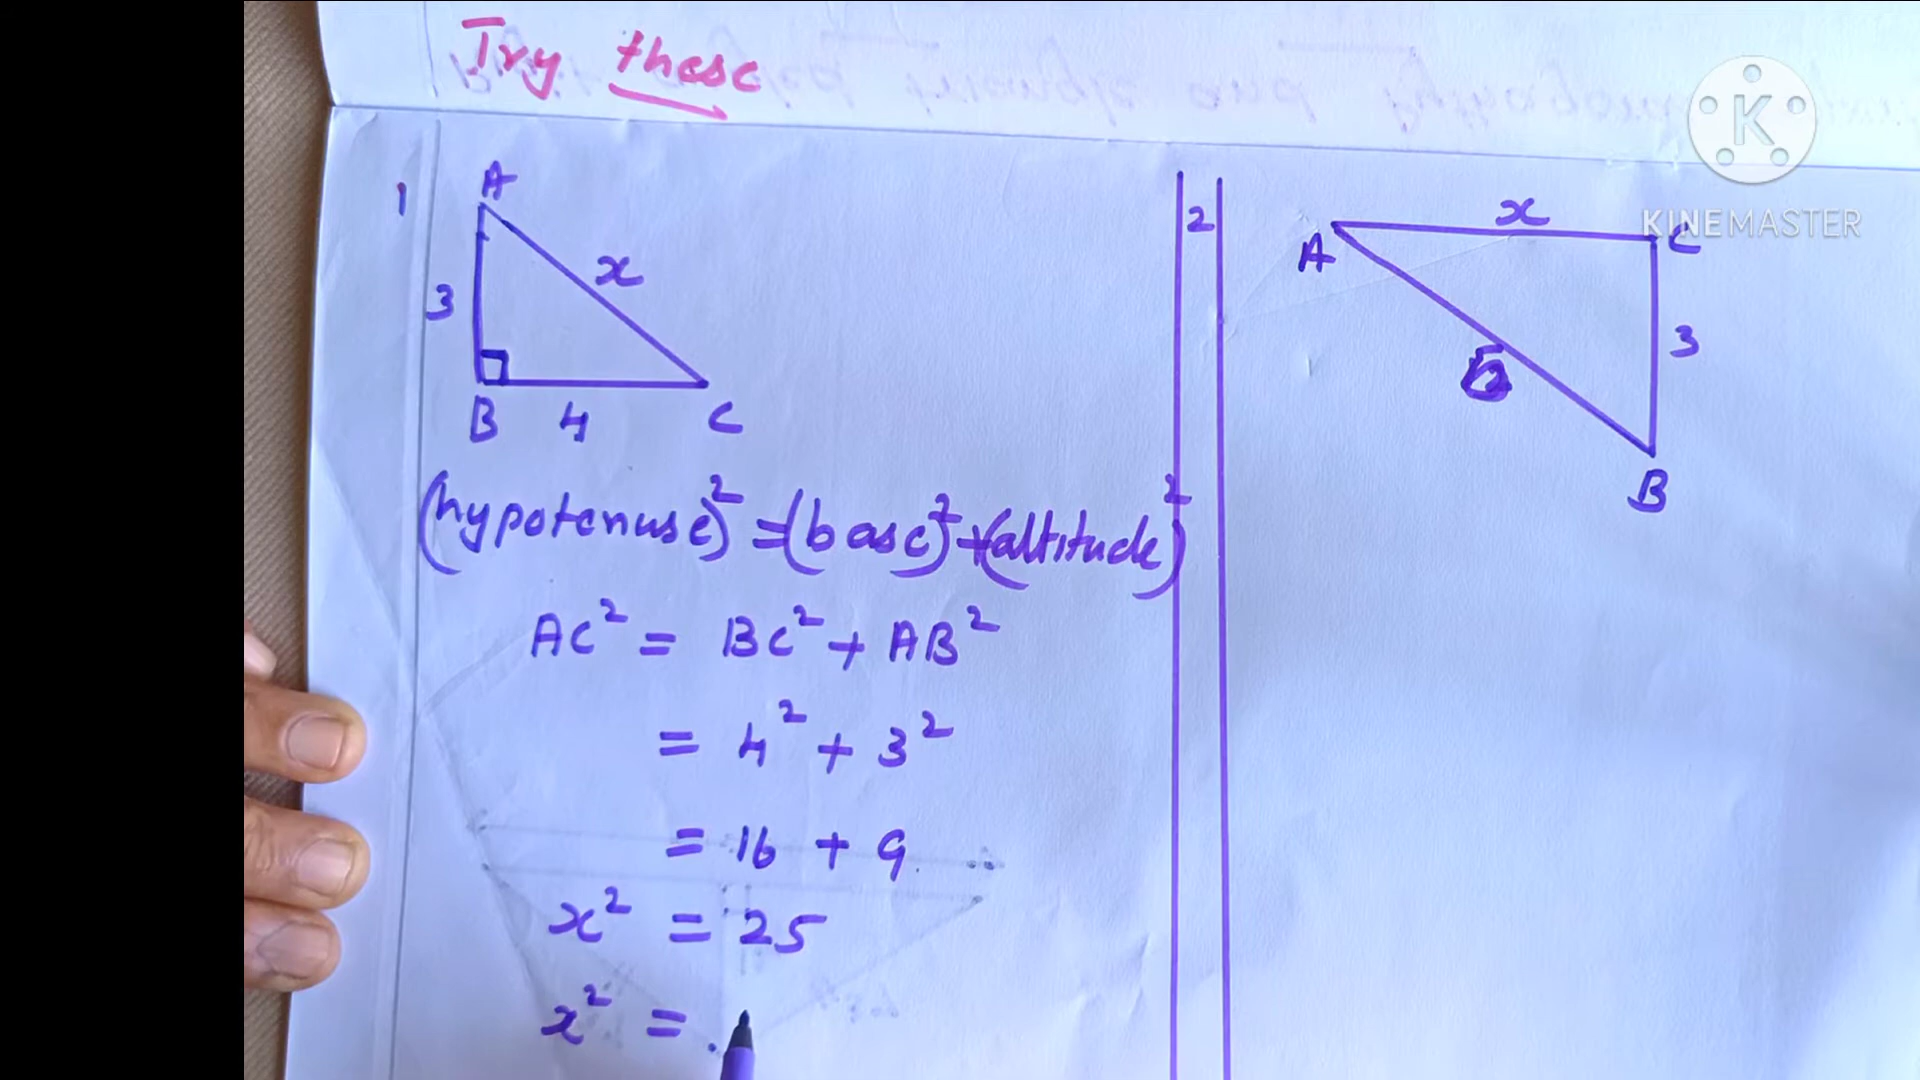 Try these
1
A
3
x
B 4 C
(hypotenuse)² = (base)² + (altitude)²
AC² = BC² + AB²
= 4² + 3²
= 16 + 9
x² = 25
x² =
2
x
A C
3
B
K
KINEMASTER